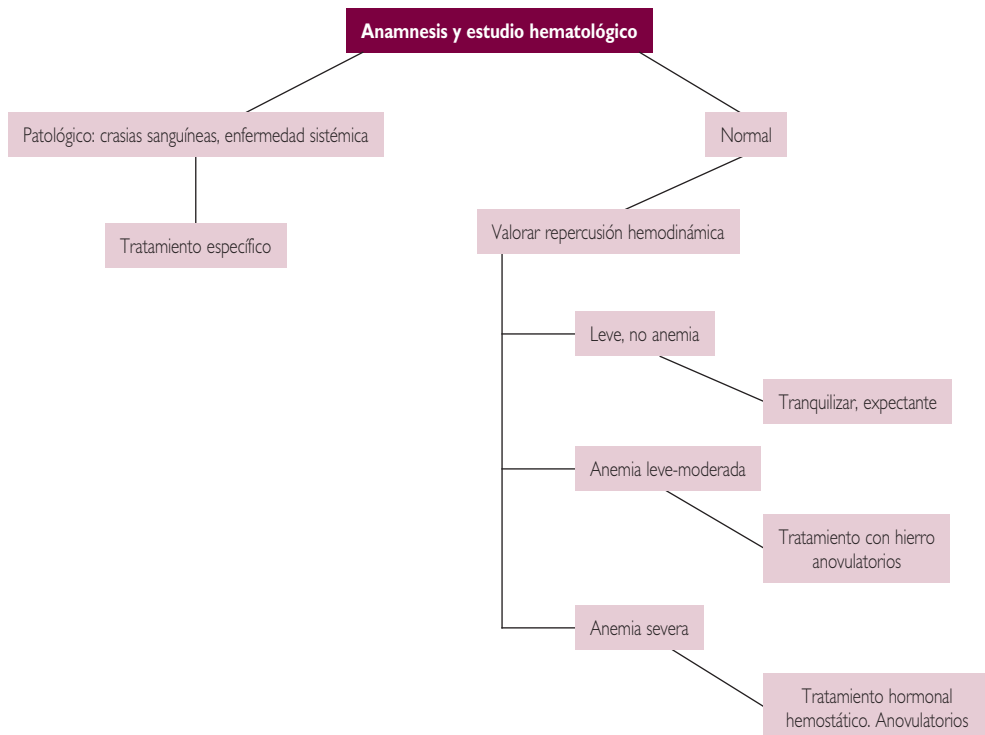 Anamnesis y estudio hematológico
Patológico: crasias sanguíneas, enfermedad sistémica
Normal
Tratamiento específico
Valorar repercusión hemodinámica
Leve, no anemia
Tranquilizar, expectante
Anemia leve-moderada
Tratamiento con hierro
anovulatorios
Anemia severa
Tratamiento hormonal
hemostático. Anovulatorios